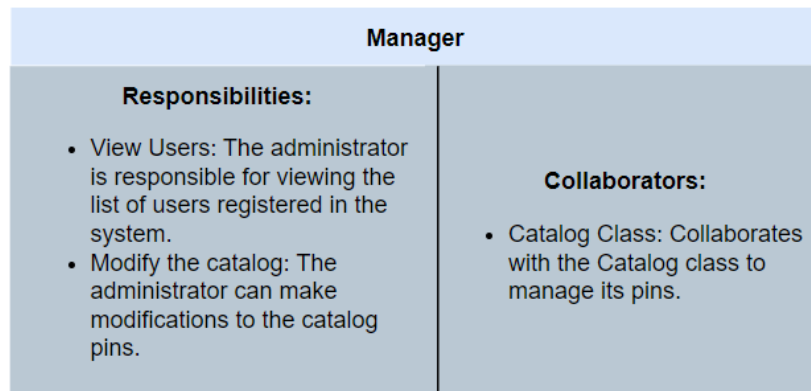 Manager
Responsibilities:
• View Users: The administrator
is responsible for viewing the
list of users registered in the
system.
• Modify the catalog: The
administrator can make
modifications to the catalog
pins.
Collaborators:
• Catalog Class: Collaborates
with the Catalog class to
manage its pins.